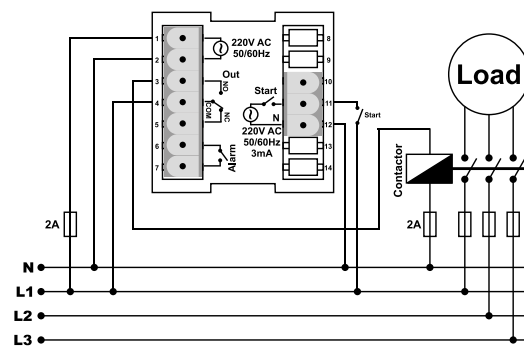 1
2
3
4
5
6
7
220V AC
50/60Hz
Out
NO
COM
NC
Alarm
Start
N
220V AC
50/60Hz
3mA
8
9
10
11
12
13
14
Start
Load
Contactor
2A
2A
N
L1
L2
L3